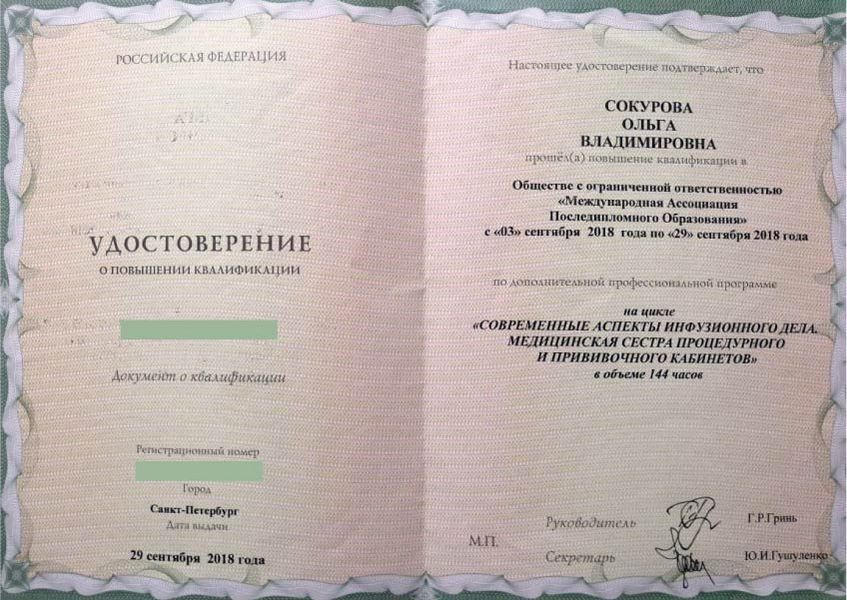 РОССИЙСКАЯ ФЕДЕРАЦИЯ
УДОСТОВЕРЕНИЕ
О ПОВЫШЕНИИ КВАЛИФИКАЦИИ
Документ о квалификации
Регистрационный номер
Город
Санкт-Петербург
Дата выдачи
29 сентября 2018 года
Настоящее удостоверение подтверждает, что
СОКУРОВА
ОЛЬГА
ВЛАДИМИРОВНА
прошёл(а) повышение квалификации в
Обществе с ограниченной ответственностью
«Международная Ассоциация
Последипломного Образования»
с «03» сентября 2018 года по «29» сентября 2018 года
по дополнительной профессиональной программе
на цикле
«СОВРЕМЕННЫЕ АСПЕКТЫ ИНФУЗИОННОГО ДЕЛА.
МЕДИЦИНСКАЯ СЕСТРА ПРОЦЕДУРНОГО
И ПРИВИВОЧНОГО КАБИНЕТОВ»
в объеме 144 часов
Руководитель Г.Р.Гринь
М.П.
Секретарь Ю.И.Гушуленко